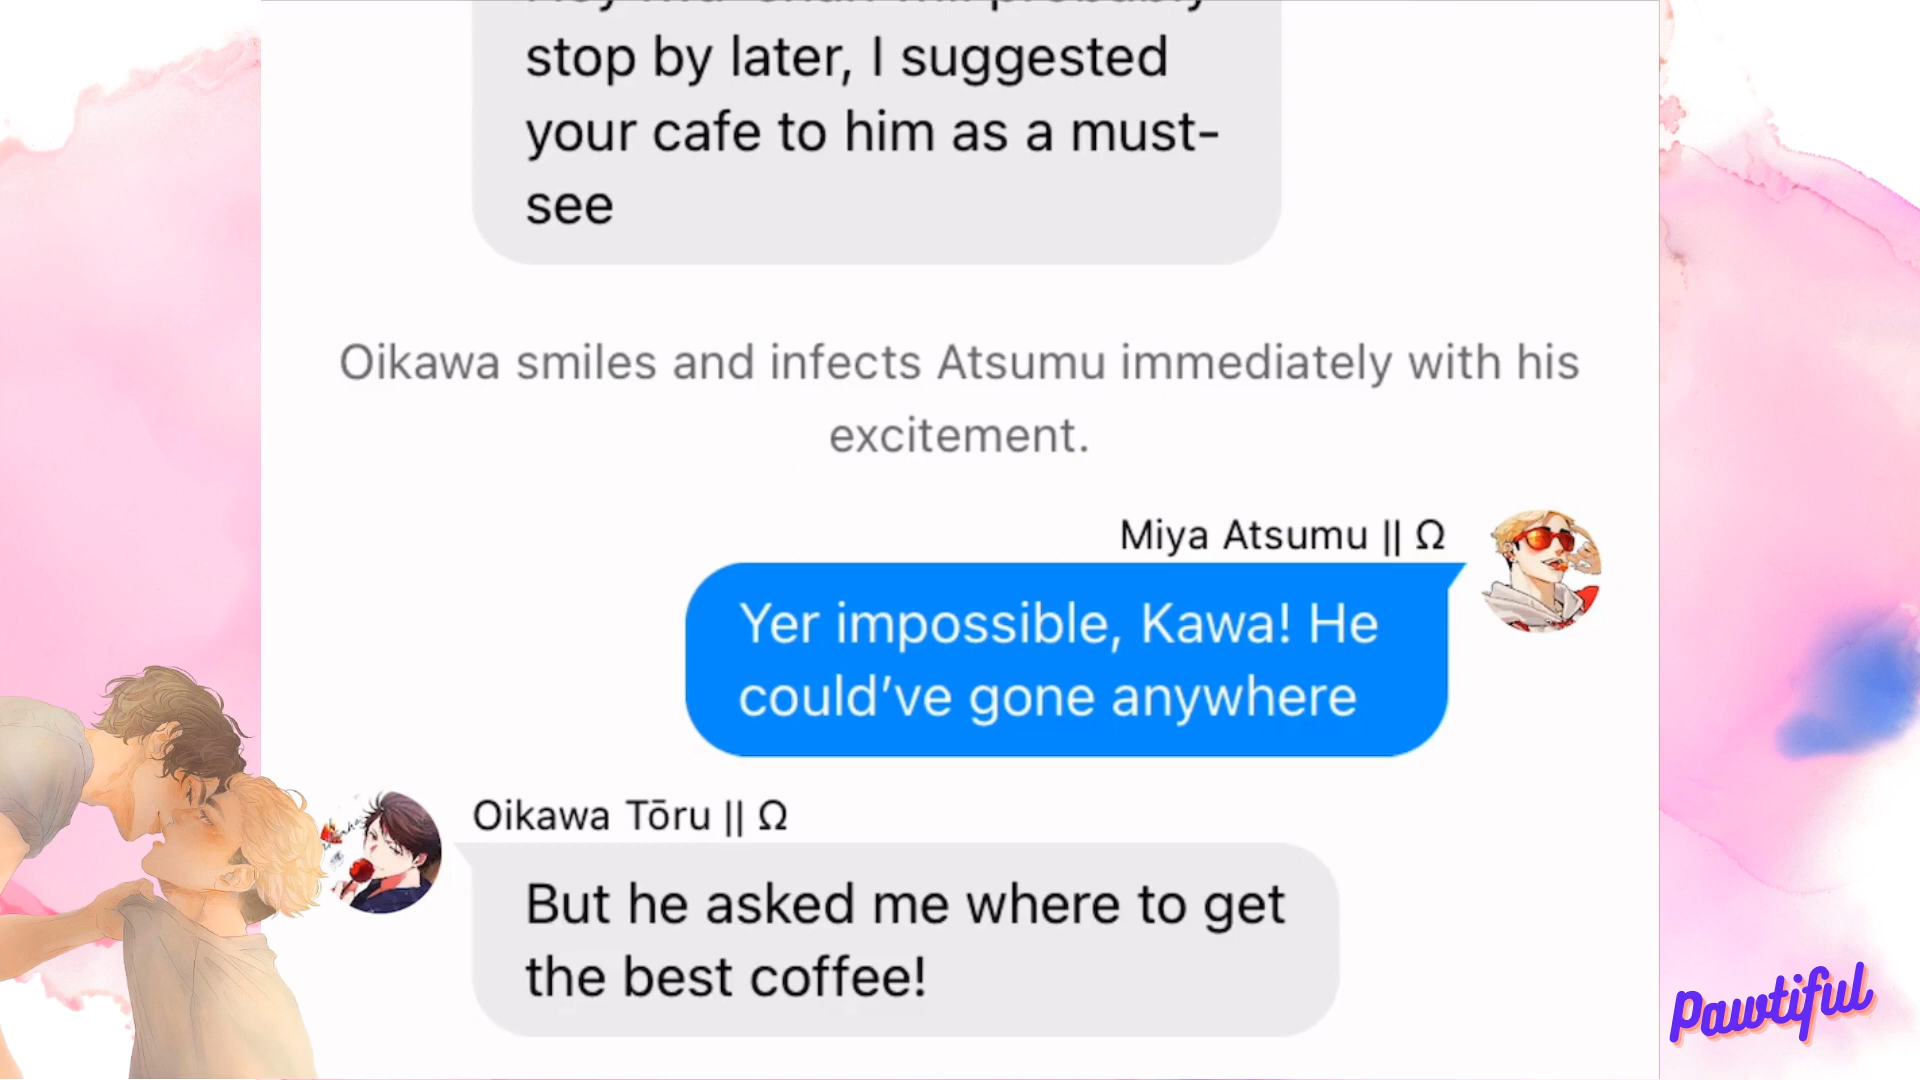 probably
stop by later, I suggested
your cafe to him as a must-
see
Oikawa smiles and infects Atsumu immediately with his
excitement.
Miya Atsumu || Ω
Yer impossible, Kawa! He
could’ve gone anywhere
Oikawa Tōru || Ω
But he asked me where to get
the best coffee!
Pawtiful